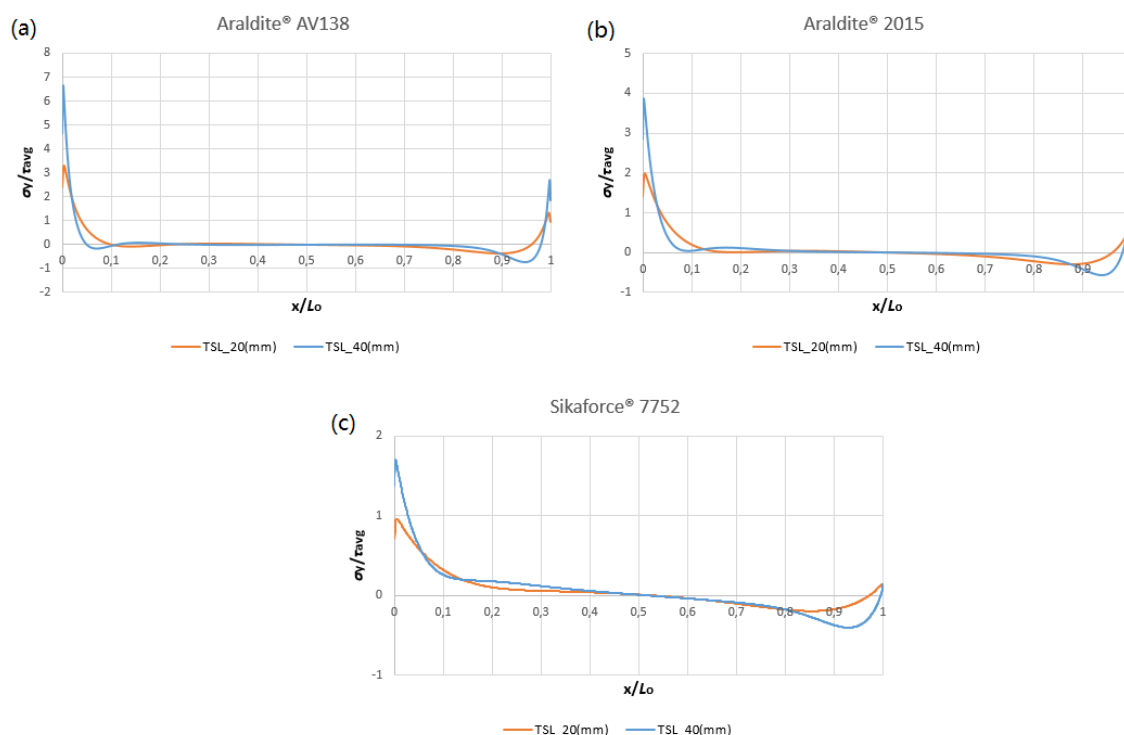 (a)
Araldite® AV138
8
7
6
5
4
3
2
1
0
-1
-2
σy/τavg
0 0,1 0,2 0,3 0,4 0,5 0,6 0,7 0,8 0,9 1
x/Lo
TSL_20(mm) TSL_40(mm)
(b)
Araldite® 2015
5
4
3
2
1
0
-1
σy/τavg
0 0,1 0,2 0,3 0,4 0,5 0,6 0,7 0,8 0,9
x/Lo
TSL_20(mm) TSL_40(mm)
(c)
Sikaforce® 7752
2
1
0
-1
σy/τavg
0 0,1 0,2 0,3 0,4 0,5 0,6 0,7 0,8 0,9 1
x/Lo
TSL_20(mm) TSL_40(mm)